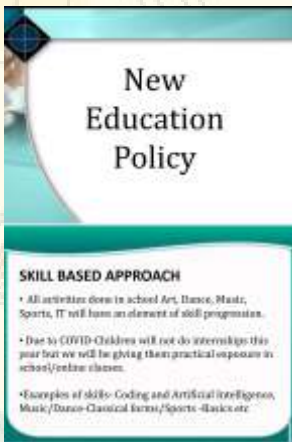 New
Education
Policy
SKILL BASED APPROACH
• All activities done in school Art, Dance, Music,
Sports, IT will have an element of skill progression.
• Due to COVID-Children will not do internships this
year but we will be giving them practical exposure in
school/online classes.
•Examples of skills- Coding and Artificial Intelligence,
Music/Dance-Classical forms/Sports -Basics etc